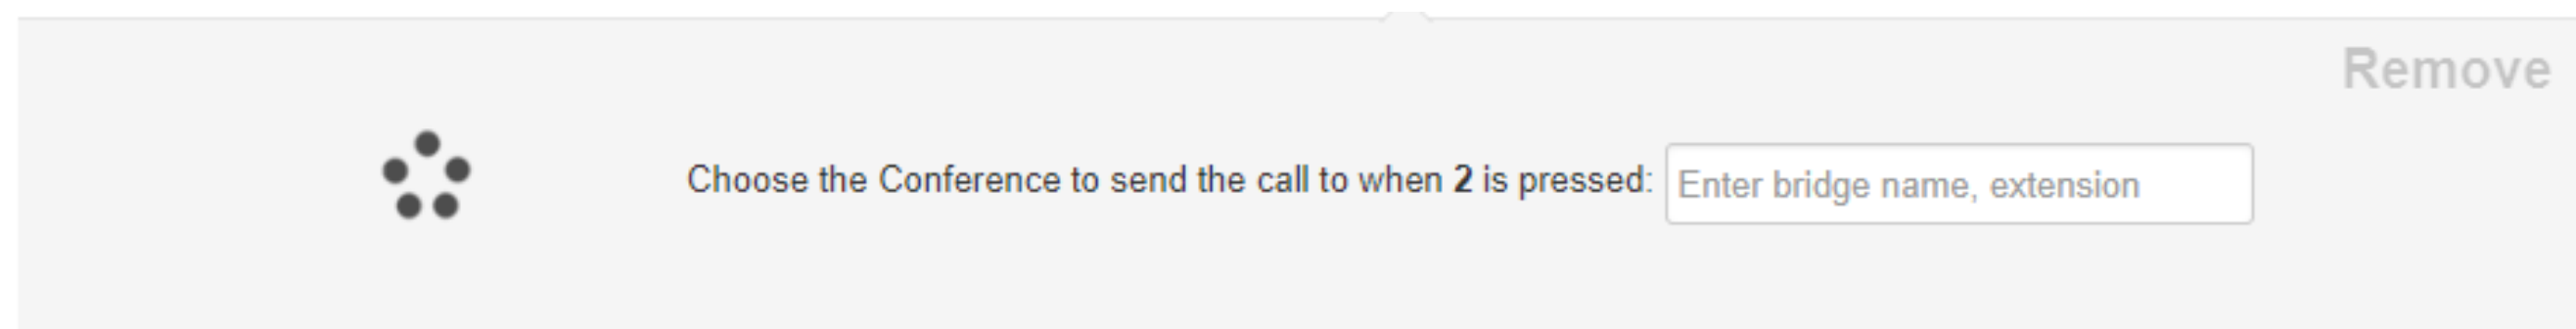 Remove
Choose the Conference to send the call to when 2 is pressed: Enter bridge name, extension